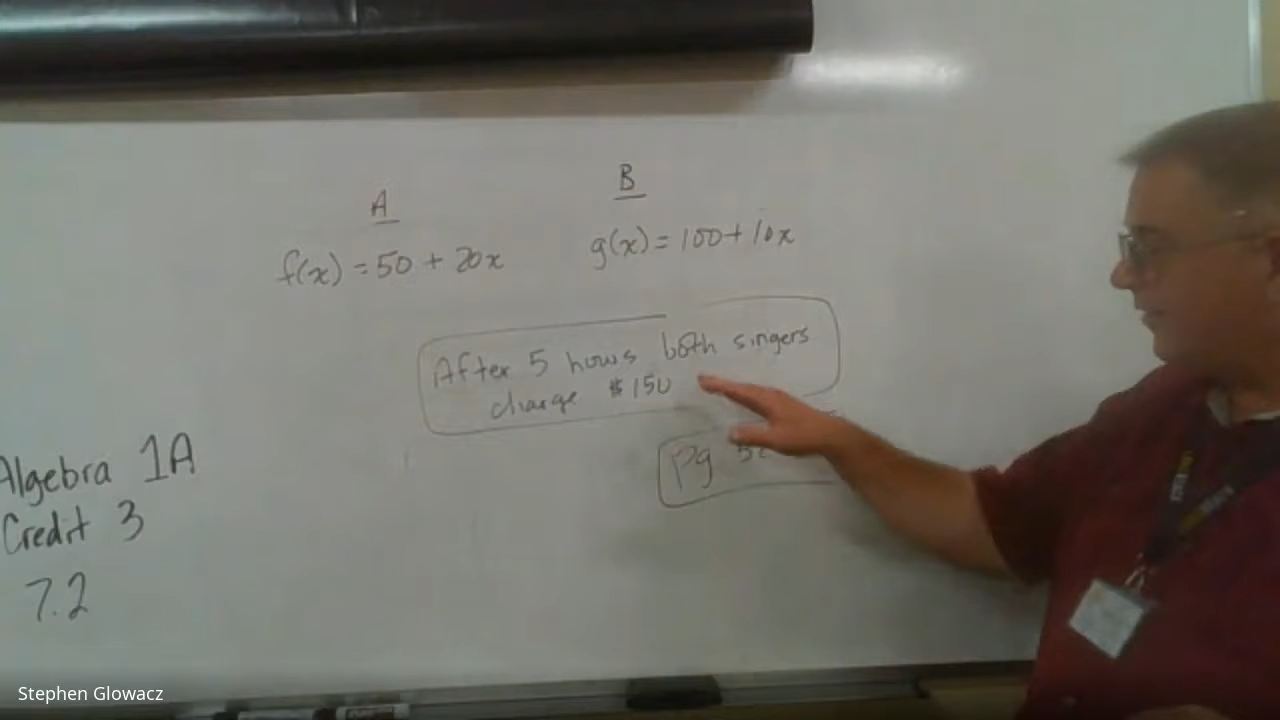 A
B
f(x) = 50 + 20x
g(x) = 100 + 10x
After 5 hours both singers
charge $150
pg
Algebra 1A
Credit 3
7.2
Stephen Glowacz